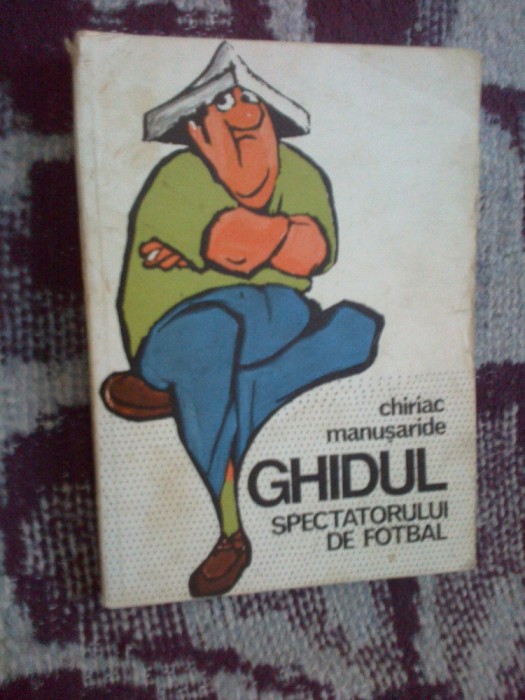 chiriac
manușaride
GHIDUL
SPECTATORULUI
DE FOTBAL